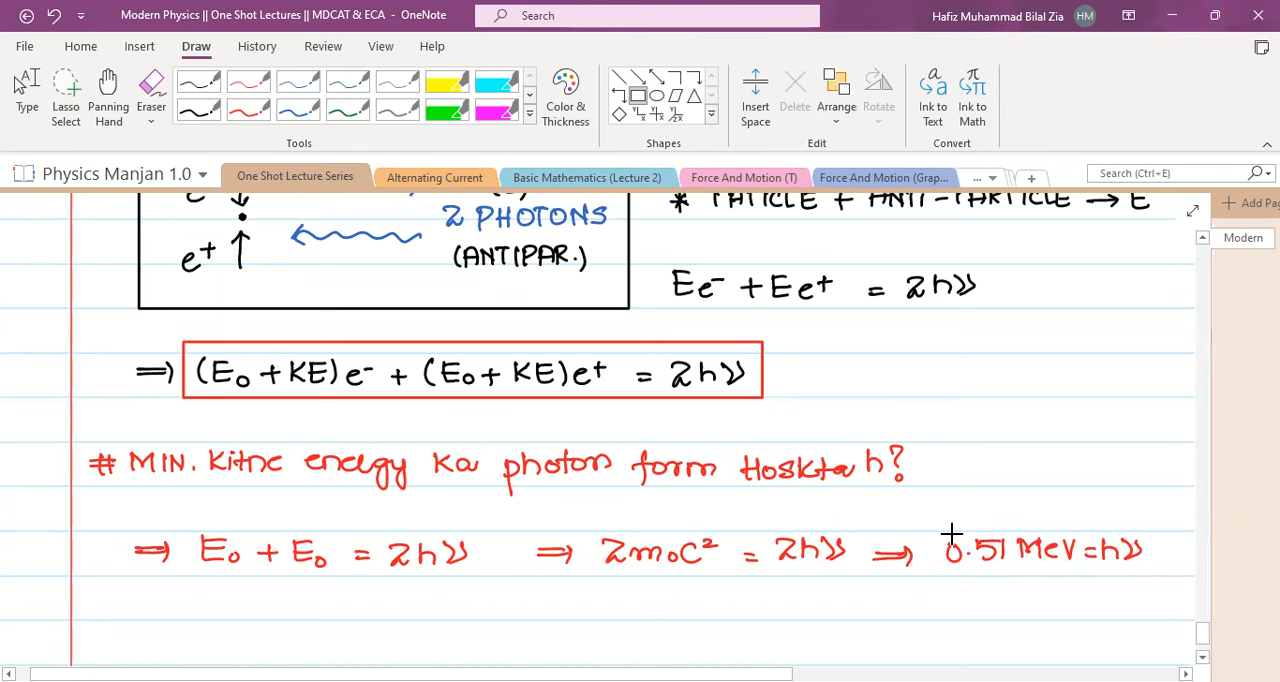 Modern Physics || One Shot Lectures || MDCAT & ECA - OneNote
Search
Hafiz Muhammad Bilal Zia HM
File Home Insert Draw History Review View Help
Type Lasso Select Panning Hand Eraser Color & Thickness Insert Space Delete Arrange Rotate Ink to Text Ink to Math
Tools Shapes Edit Convert
Physics Manjan 1.0 One Shot Lecture Series Alternating Current Basic Mathematics (Lecture 2) Force And Motion (T) Force And Motion (Grap... ... Search (Ctrl+E)
* PATICLE + ANTI-PARTICLE → E
Add Pag
2 PHOTONS
Modern
e+ (ANTIPAR.)
Ee- + Ee+ = 2hν
⇒ (E₀ + KE)e- + (E₀ + KE)e+ = 2hν
# MIN. Kitne energy Ka photon form Hoskta h?
⇒ E₀ + E₀ = 2hν ⇒ 2m₀C² = 2hν ⇒ 0.51 MeV = hν